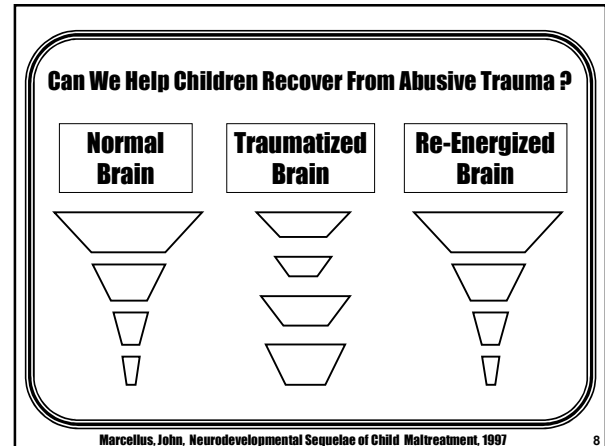 Can We Help Children Recover From Abusive Trauma ?
Normal
Brain
Traumatized
Brain
Re-Energized
Brain
Marcellus, John, Neurodevelopmental Sequelae of Child Maltreatment, 1997
8